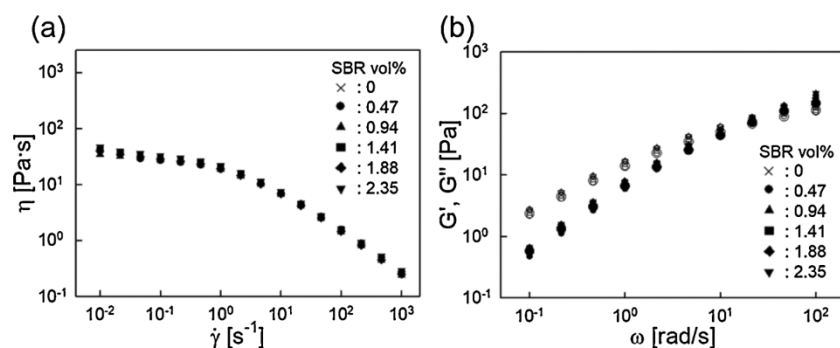 (a)
η [Pa·s]
10³
10²
10¹
10⁰
10⁻¹
SBR vol%
× : 0
● : 0.47
▲ : 0.94
■ : 1.41
◆ : 1.88
▼ : 2.35
10⁻² 10⁻¹ 10⁰ 10¹ 10² 10³
γ̇ [s⁻¹]
(b)
G', G'' [Pa]
10³
10²
10¹
10⁰
10⁻¹
SBR vol%
× : 0
● : 0.47
▲ : 0.94
■ : 1.41
◆ : 1.88
▼ : 2.35
10⁻¹ 10⁰ 10¹ 10²
ω [rad/s]